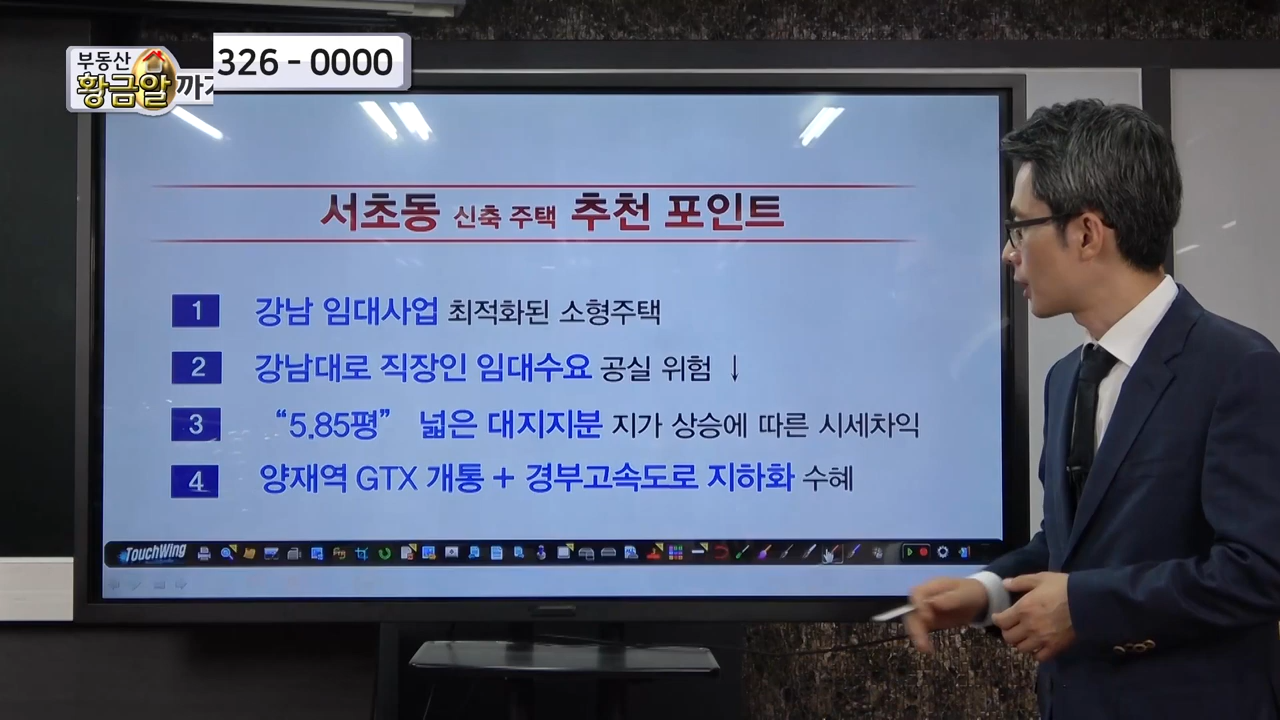 부동산
황금알
326 - 0000
서초동 신축 주택 추천 포인트
1 강남 임대사업 최적화된 소형주택
2 강남대로 직장인 임대수요 공실 위험 ↓
3 “5.85평” 넓은 대지지분 지가 상승에 따른 시세차익
4 양재역 GTX 개통 + 경부고속도로 지하화 수혜
TouchWing